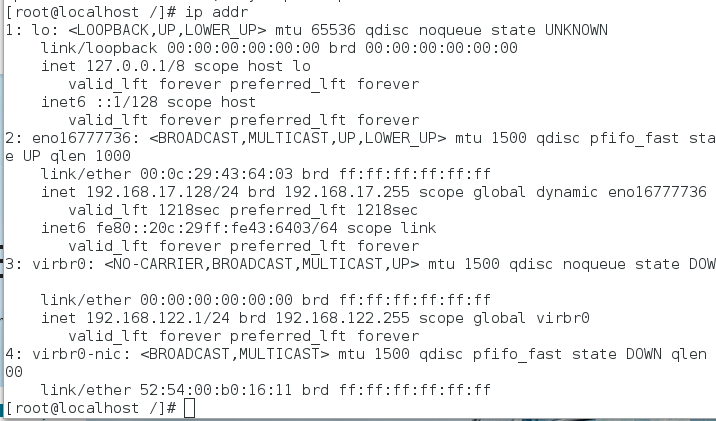 [root@localhost /]# ip addr
1: lo: <LOOPBACK,UP,LOWER_UP> mtu 65536 qdisc noqueue state UNKNOWN
    link/loopback 00:00:00:00:00:00 brd 00:00:00:00:00:00
    inet 127.0.0.1/8 scope host lo
       valid_lft forever preferred_lft forever
    inet6 ::1/128 scope host
       valid_lft forever preferred_lft forever
2: eno16777736: <BROADCAST,MULTICAST,UP,LOWER_UP> mtu 1500 qdisc pfifo_fast sta
e UP qlen 1000
    link/ether 00:0c:29:43:64:03 brd ff:ff:ff:ff:ff:ff
    inet 192.168.17.128/24 brd 192.168.17.255 scope global dynamic eno16777736
       valid_lft 1218sec preferred_lft 1218sec
    inet6 fe80::20c:29ff:fe43:6403/64 scope link
       valid_lft forever preferred_lft forever
3: virbr0: <NO-CARRIER,BROADCAST,MULTICAST,UP> mtu 1500 qdisc noqueue state DOW
    link/ether 00:00:00:00:00:00 brd ff:ff:ff:ff:ff:ff
    inet 192.168.122.1/24 brd 192.168.122.255 scope global virbr0
       valid_lft forever preferred_lft forever
4: virbr0-nic: <BROADCAST,MULTICAST> mtu 1500 qdisc pfifo_fast state DOWN qlen
00
    link/ether 52:54:00:b0:16:11 brd ff:ff:ff:ff:ff:ff
[root@localhost /]#